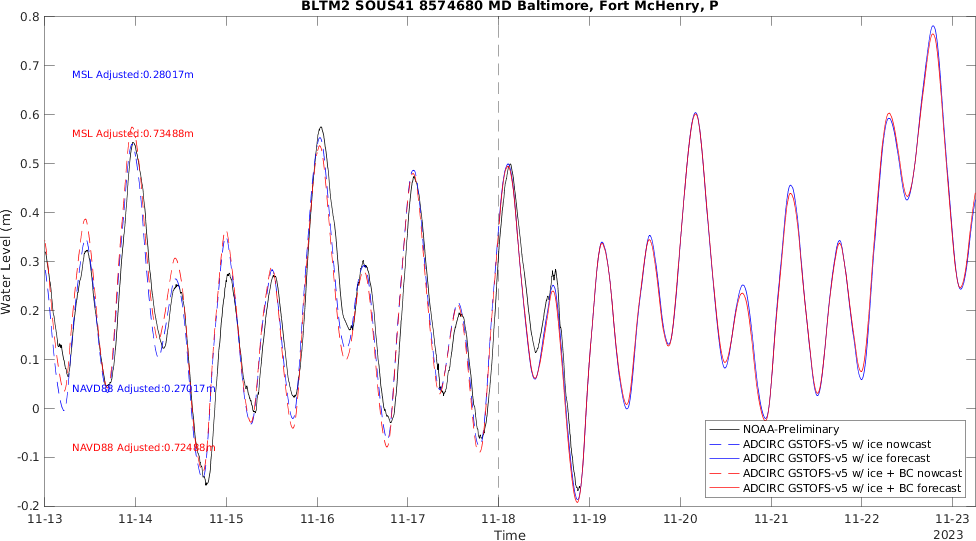 BLTM2 SOUS41 8574680 MD Baltimore, Fort McHenry, P
0.8
0.7
0.6
0.5
0.4
0.3
0.2
0.1
0
-0.1
-0.2
Water Level (m)
MSL Adjusted:0.28017m
MSL Adjusted:0.73488m
NAVD88 Adjusted:0.27017m
NAVD88 Adjusted:0.72488m
NOAA-Preliminary
ADCIRC GSTOFS-v5 w/ ice nowcast
ADCIRC GSTOFS-v5 w/ ice forecast
ADCIRC GSTOFS-v5 w/ ice + BC nowcast
ADCIRC GSTOFS-v5 w/ ice + BC forecast
11-13 11-14 11-15 11-16 11-17 11-18 11-19 11-20 11-21 11-22 11-23
Time 2023